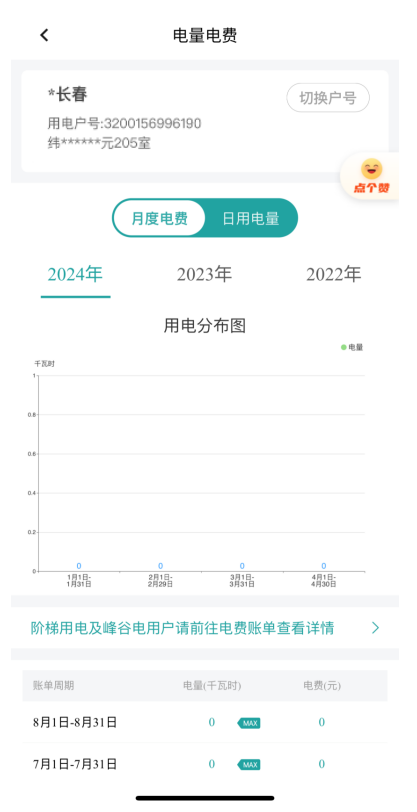 电量电费
*长春
切换户号
用电户号:3200156996190
纬******元205室
点个赞
月度电费 日用电量
2024年 2023年 2022年
用电分布图
电量
千瓦时
1
0.8
0.6
0.4
0.2
0
0 0 0 0
1月1日- 2月1日- 3月1日- 4月1日-
1月31日 2月29日 3月31日 4月30日
阶梯用电及峰谷电用户请前往电费账单查看详情
账单周期 电量(千瓦时) 电费(元)
8月1日-8月31日 0 MAX 0
7月1日-7月31日 0 MAX 0